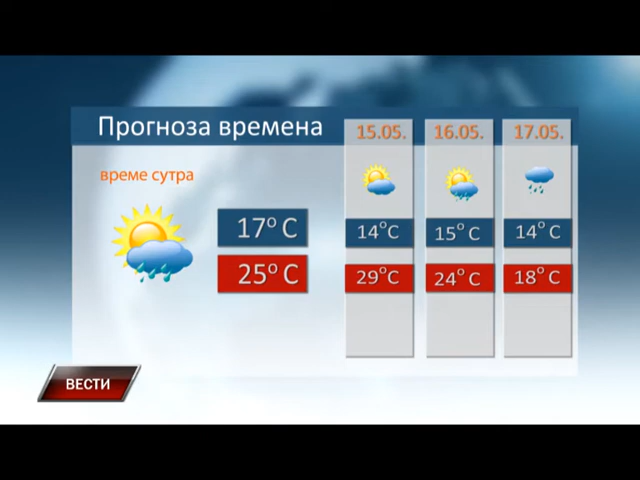 Прогноза времена
време сутра
17° C
25° C
15.05.
14°C
29°C
16.05.
15°C
24°C
17.05.
14°C
18°C
ВЕСТИ